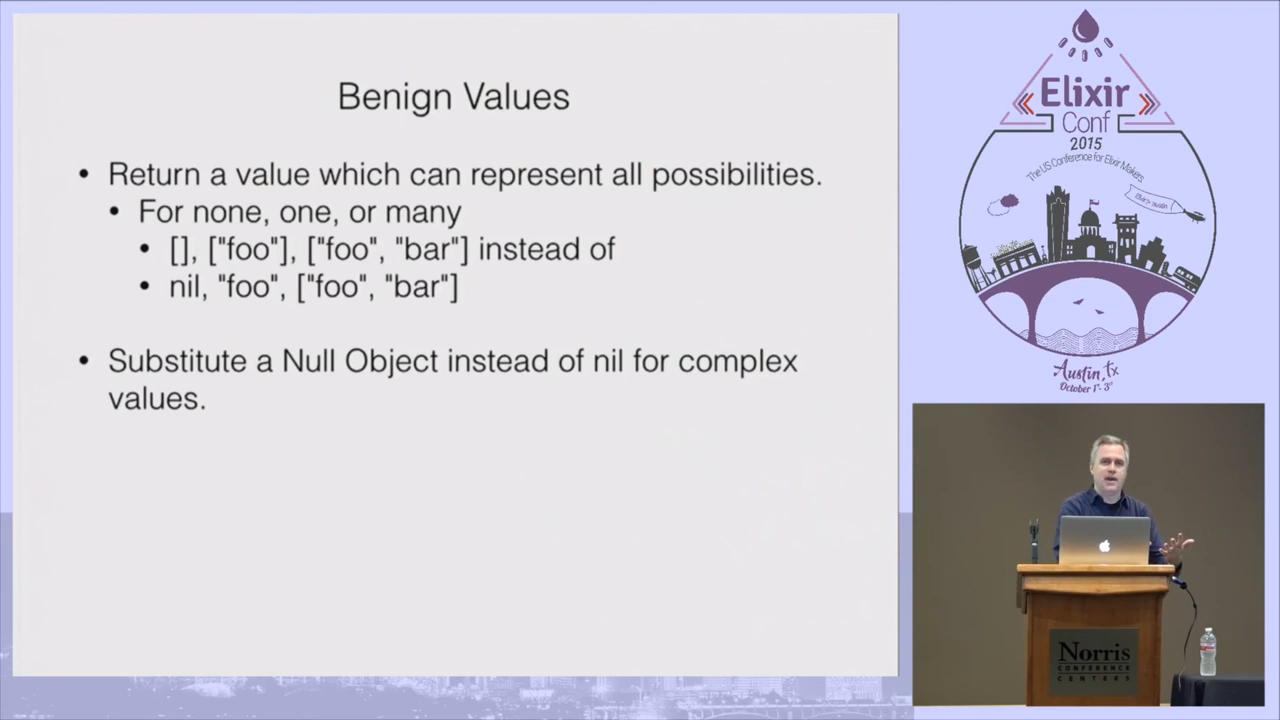 Benign Values
• Return a value which can represent all possibilities.
• For none, one, or many
• [], ["foo"], ["foo", "bar"] instead of
• nil, "foo", ["foo", "bar"]
• Substitute a Null Object instead of nil for complex
values.
Elixir
Conf
2015
The US Conference for Elixir Makers
Austin, Tx
October 1st - 3rd
Norris
CONFERENCE
CENTERS